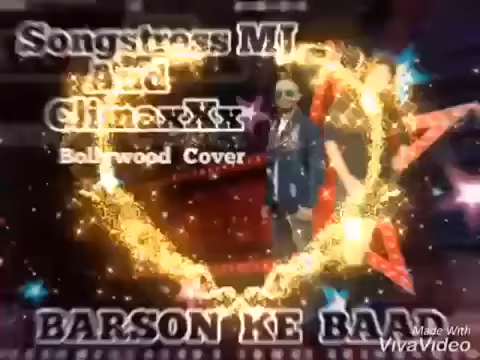 Songstress MJ
And
ClimaxXx
Bollywood Cover
BARSON KE BAAD
Made With
VivaVideo